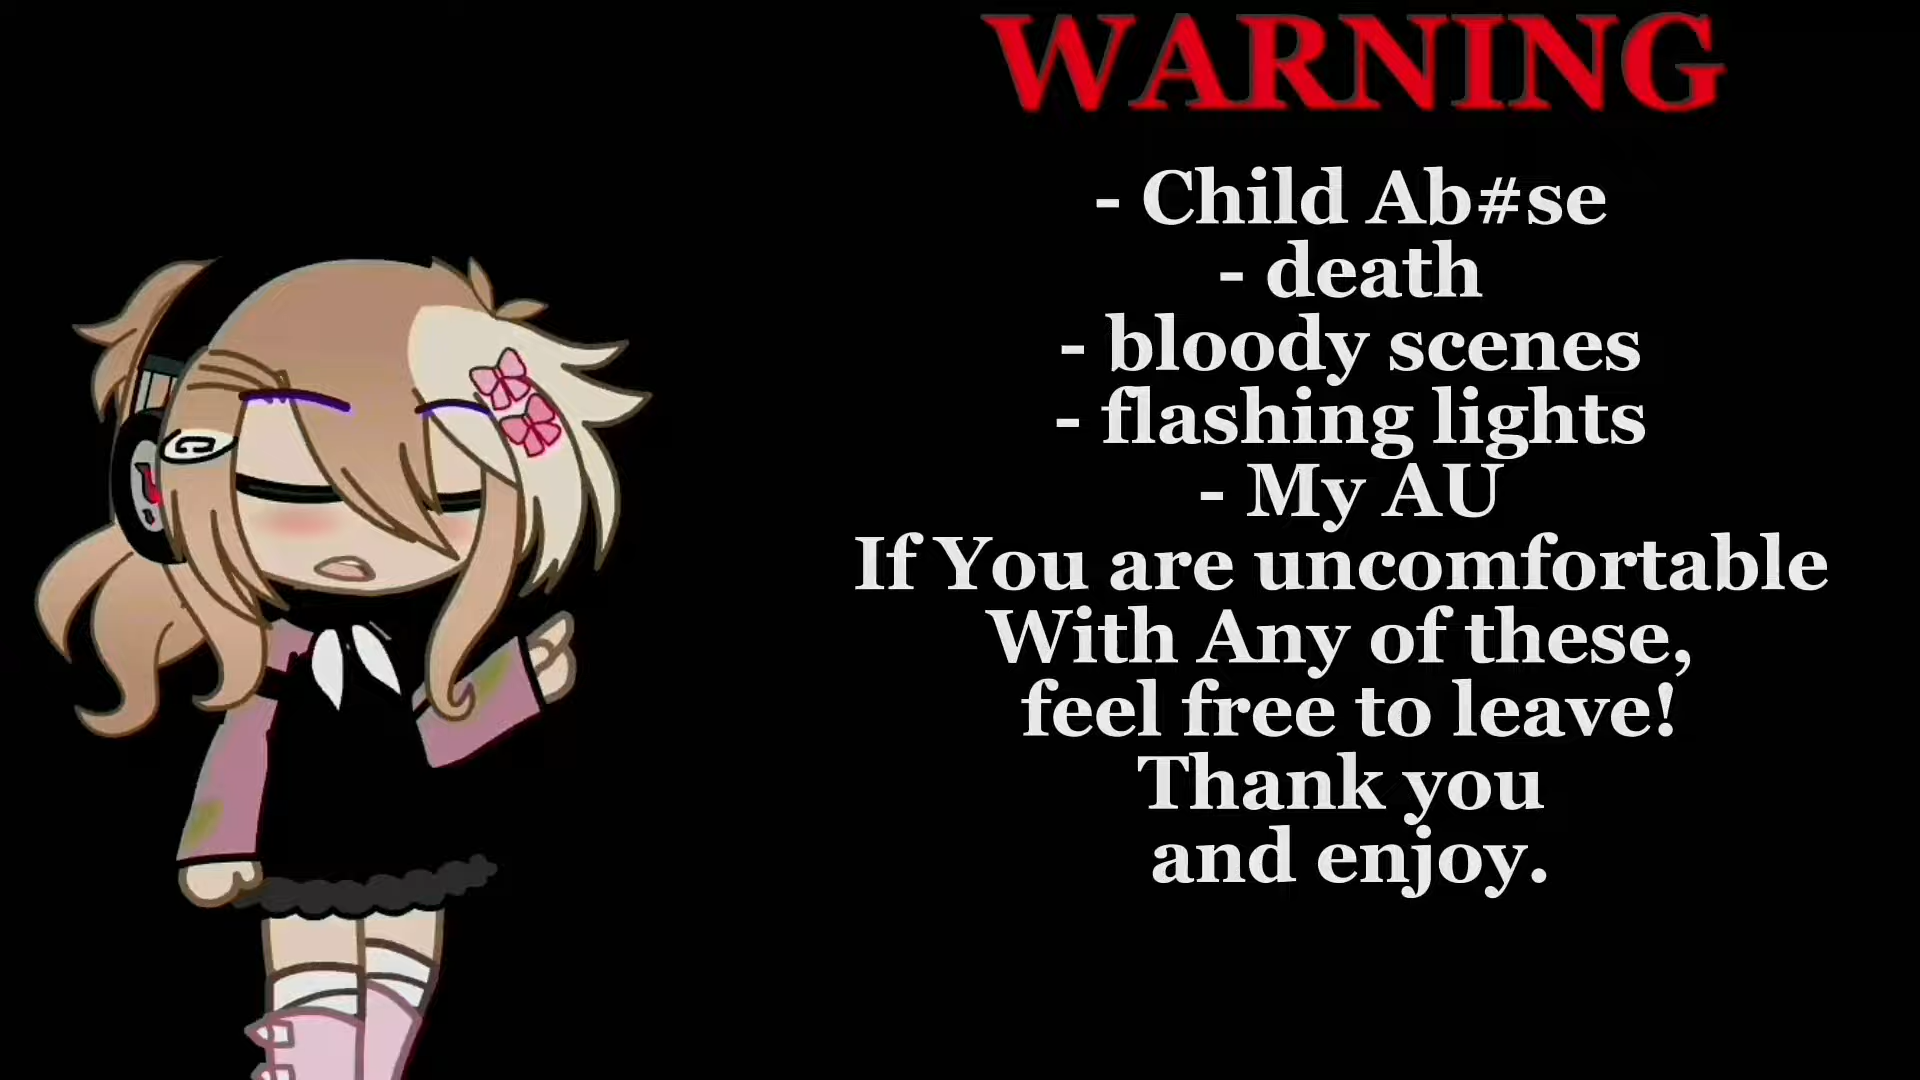 WARNING
- Child Ab#se
- death
- bloody scenes
- flashing lights
- My AU
If You are uncomfortable
With Any of these,
feel free to leave!
Thank you
and enjoy.